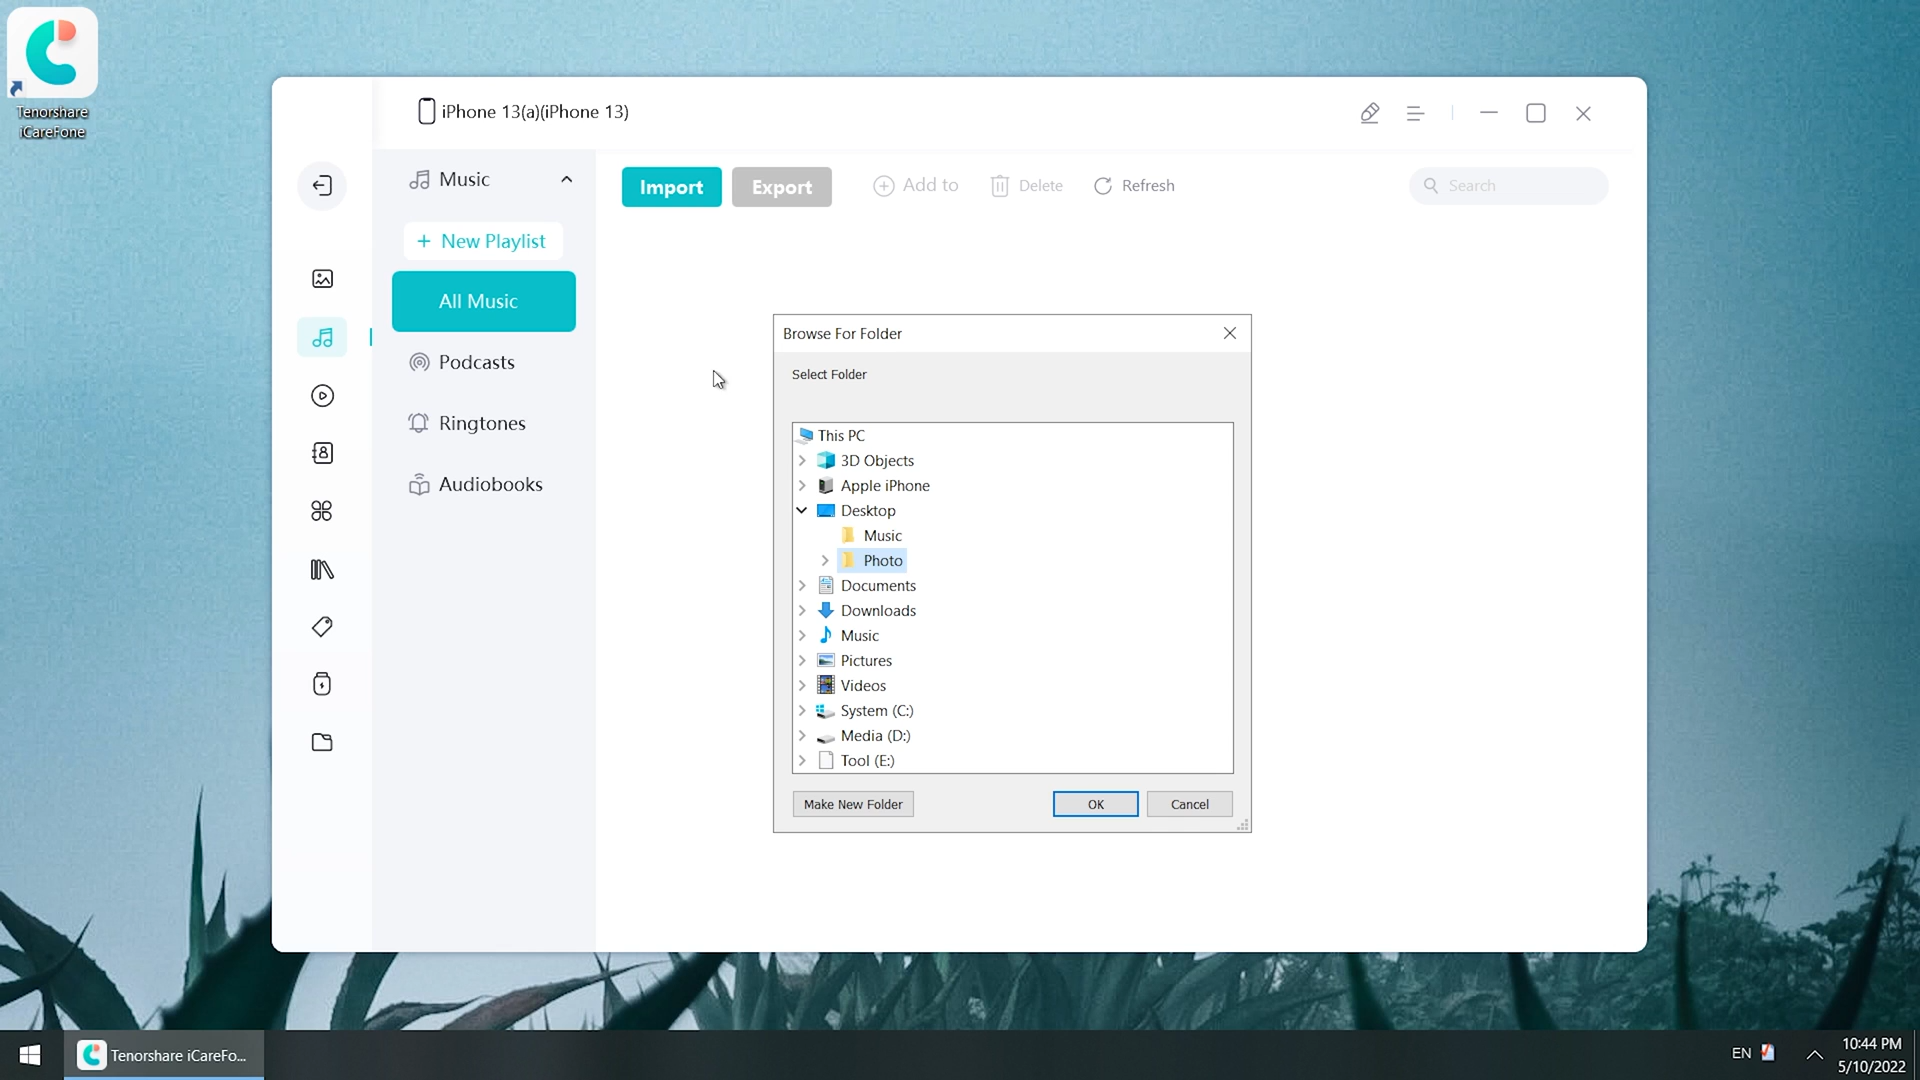 Tenorshare
iCareFone
iPhone 13(a)(iPhone 13)
Music
New Playlist
All Music
Podcasts
Ringtones
Audiobooks
Import
Export
Add to
Delete
Refresh
Search
Browse For Folder
Select Folder
This PC
3D Objects
Apple iPhone
Desktop
Music
Photo
Documents
Downloads
Music
Pictures
Videos
System (C:)
Media (D:)
Tool (E:)
Make New Folder
OK
Cancel
Tenorshare iCareFo...
EN
10:44 PM
5/10/2022